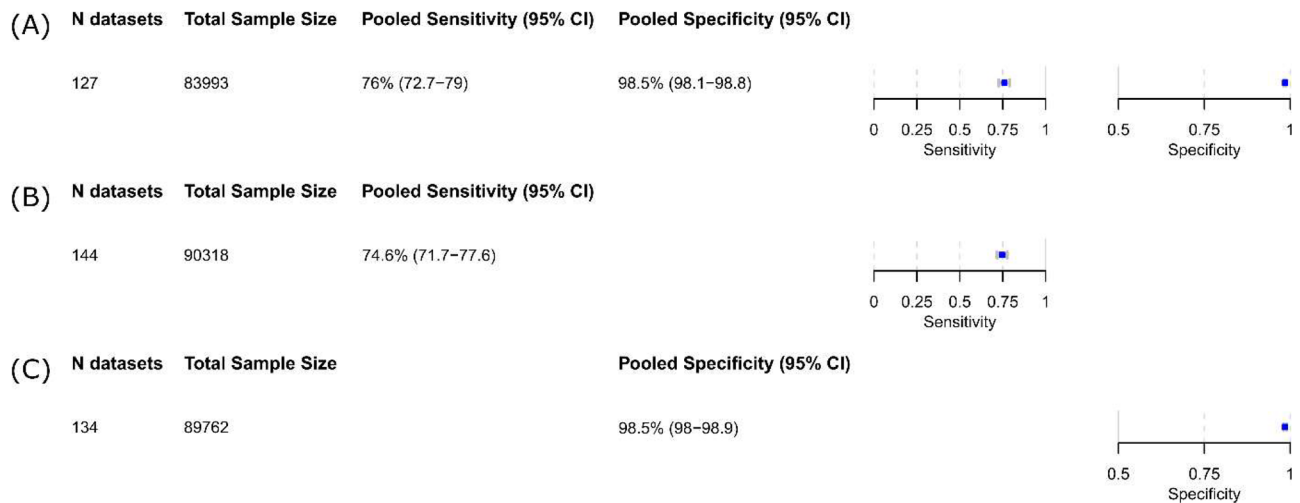 (A) N datasets Total Sample Size Pooled Sensitivity (95% CI) Pooled Specificity (95% CI)
127 83993 76% (72.7−79) 98.5% (98.1−98.8)
0 0.25 0.5 0.75 1 0.5 0.75 1
Sensitivity Specificity
(B) N datasets Total Sample Size Pooled Sensitivity (95% CI)
144 90318 74.6% (71.7−77.6)
0 0.25 0.5 0.75 1
Sensitivity
(C) N datasets Total Sample Size Pooled Specificity (95% CI)
134 89762 98.5% (98−98.9)
0.5 0.75 1
Specificity